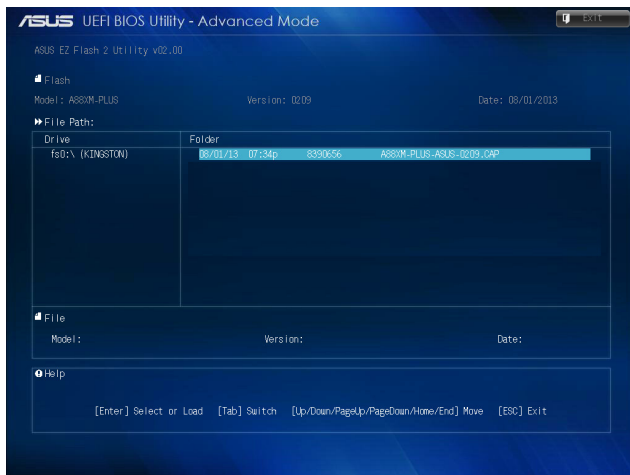 ASUS UEFI BIOS Utility - Advanced Mode Exit
ASUS EZ Flash 2 Utility v02.00
Flash
Model: A88XM-PLUS Version: 0209 Date: 08/01/2013
File Path:
Drive Folder
fs0:\ (KINGSTON) 08/01/13 07:34p 8390656 A88XM-PLUS-ASUS-0209.CAP
File
Model: Version: Date:
Help
[Enter] Select or Load [Tab] Switch [Up/Down/PageUp/PageDown/Home/End] Move [ESC] Exit